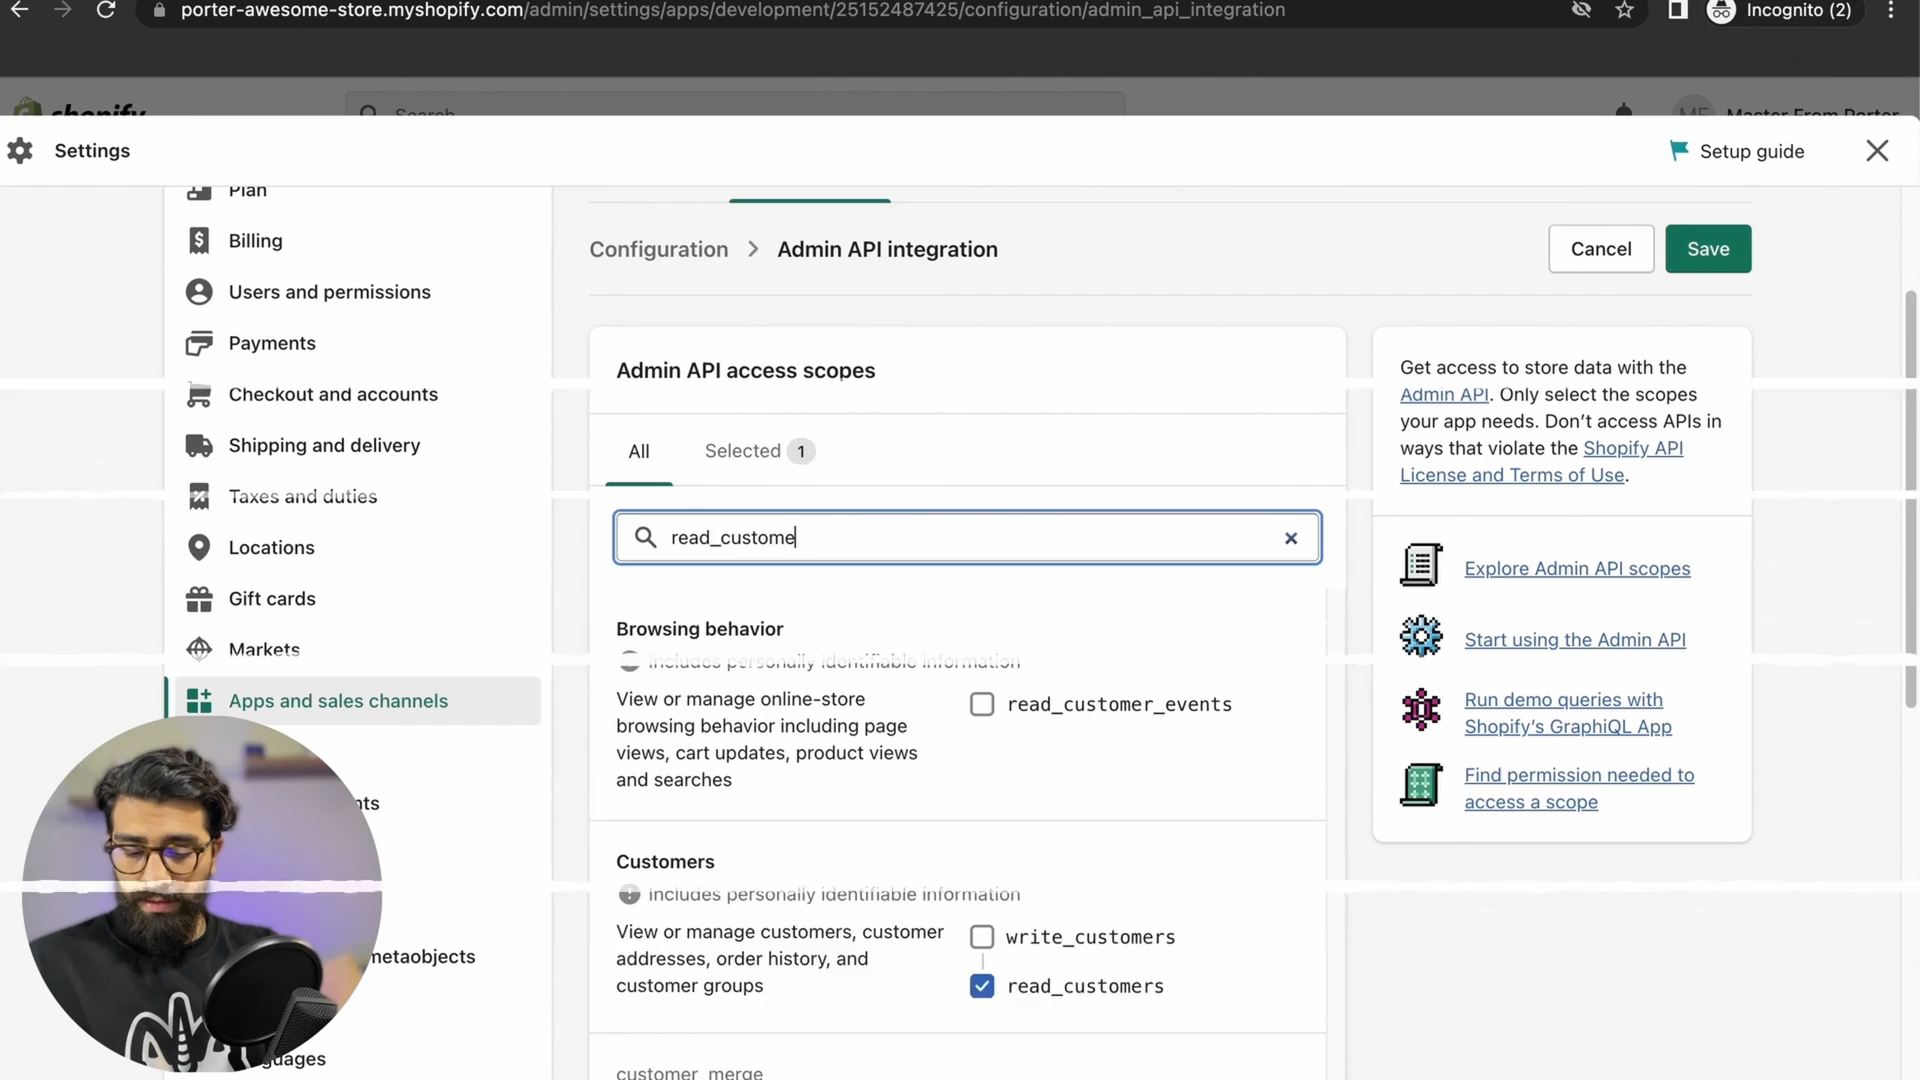 porter-awesome-store.myshopify.com/admin/settings/apps/development/25152487425/configuration/admin_api_integration
Incognito (2)
shopify
Search
Master From Porter
Settings
Setup guide
Plan
Billing
Users and permissions
Payments
Checkout and accounts
Shipping and delivery
Taxes and duties
Locations
Gift cards
Markets
Apps and sales channels
metaobjects
Configuration > Admin API integration
Cancel
Save
Admin API access scopes
All
Selected 1
read_custome
Browsing behavior
Includes personally identifiable information
View or manage online-store
browsing behavior including page
views, cart updates, product views
and searches
read_customer_events
Customers
Includes personally identifiable information
View or manage customers, customer
addresses, order history, and
customer groups
write_customers
read_customers
customer_merge
Get access to store data with the
Admin API. Only select the scopes
your app needs. Don’t access APIs in
ways that violate the Shopify API
License and Terms of Use.
Explore Admin API scopes
Start using the Admin API
Run demo queries with
Shopify’s GraphiQL App
Find permission needed to
access a scope